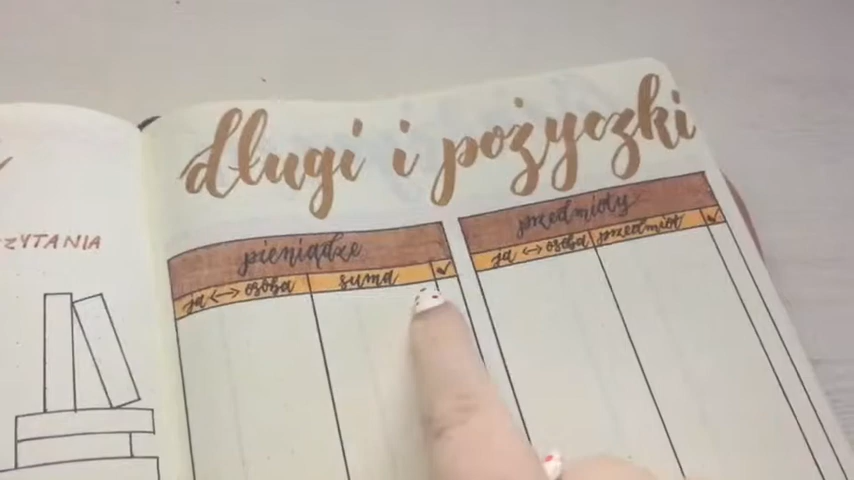 długi i pożyczki
zYTANIA
pieniądze
przedmioty
ja ↔ osoba suma ✓
ja ↔ osoba przedmiot ✓